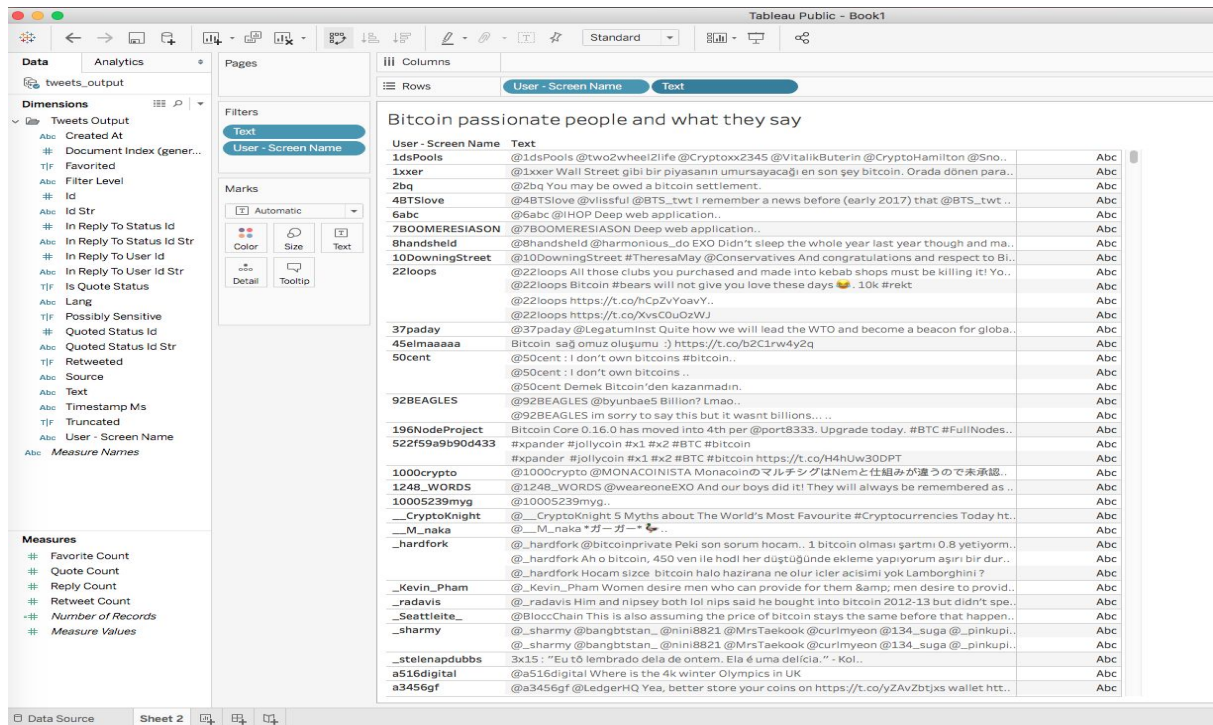 Tableau Public - Book1
Standard
Data Analytics
tweets_output
Dimensions
Tweets Output
Abc Created At
# Document Index (gener...
T|F Favorited
Abc Filter Level
# Id
Abc Id Str
# In Reply To Status Id
Abc In Reply To Status Id Str
# In Reply To User Id
Abc In Reply To User Id Str
T|F Is Quote Status
Abc Lang
T|F Possibly Sensitive
# Quoted Status Id
Abc Quoted Status Id Str
T|F Retweeted
Abc Source
Abc Text
Abc Timestamp Ms
T|F Truncated
Abc User - Screen Name
Abc Measure Names
Measures
# Favorite Count
# Quote Count
# Reply Count
# Retweet Count
# Number of Records
# Measure Values
Pages
Filters
Text
User - Screen Name
Marks
Automatic
Color Size Text
Detail Tooltip
Columns
Rows User - Screen Name Text
Bitcoin passionate people and what they say
User - Screen Name Text
1dsPools @1dsPools @two2wheel2life @Cryptoxx2345 @VitalikButerin @CryptoHamilton @Sno.. Abc
1xxer @1xxer Wall Street gibi bir piyasanın umursayacağı en son şey bitcoin. Orada dönen para.. Abc
2bq @2bq You may be owed a bitcoin settlement. Abc
4BTSlove @4BTSlove @vlissful @BTS_twt I remember a news before (early 2017) that @BTS_twt .. Abc
6abc @6abc @IHOP Deep web application.. Abc
7BOOMERESIASON @7BOOMERESIASON Deep web application.. Abc
8handsheld @8handsheld @harmonious_do EXO Didn't sleep the whole year last year though and ma.. Abc
10DowningStreet @10DowningStreet #TheresaMay @Conservatives And congratulations and respect to Bi.. Abc
22loops @22loops All those clubs you purchased and made into kebab shops must be killing it! Yo.. Abc
@22loops Bitcoin #bears will not give you love these days 😂. 10k #rekt Abc
@22loops https://t.co/hCpZvYoavY.. Abc
@22loops https://t.co/XvsC0uOzWJ Abc
37paday @37paday @LegatumInst Quite how we will lead the WTO and become a beacon for globa.. Abc
45elmaaaaa Bitcoin sağ omuz oluşumu :) https://t.co/b2C1rw4y2q Abc
50cent @50cent : I don't own bitcoins #bitcoin.. Abc
@50cent : I don't own bitcoins .. Abc
@50cent Demek Bitcoin'den kazanmadın. Abc
92BEAGLES @92BEAGLES @byunbae5 Billion? Lmao.. Abc
@92BEAGLES im sorry to say this but it wasnt billions... .. Abc
196NodeProject Bitcoin Core 0.16.0 has moved into 4th per @port8333. Upgrade today. #BTC #FullNodes.. Abc
522f59a9b90d433 #xpander #jollycoin #x1 #x2 #BTC #bitcoin Abc
#xpander #jollycoin #x1 #x2 #BTC #bitcoin https://t.co/H4hUw30DPT Abc
1000crypto @1000crypto @MONACOINISTA MonacoinのマルチシグはNemと仕組みが違うので未承認.. Abc
1248_WORDS @1248_WORDS @weareoneEXO And our boys did it! They will always be remembered as .. Abc
10005239myg @10005239myg.. Abc
__CryptoKnight @__CryptoKnight 5 Myths about The World's Most Favourite #Cryptocurrencies Today ht.. Abc
__M_naka @__M_naka *ガーガー* 🦆 .. Abc
_hardfork @_hardfork @bitcoinprivate Peki son sorum hocam.. 1 bitcoin olması şartmı 0.8 yetiyorm.. Abc
@_hardfork Ah o bitcoin, 450 ven ile hodl her düştüğünde ekleme yapıyorum aşırı bir dur.. Abc
@_hardfork Hocam sizce bitcoin halo hazirana ne olur icler acisimi yok Lamborghini ? Abc
_Kevin_Pham @_Kevin_Pham Women desire men who can provide for them &amp; men desire to provid.. Abc
_radavis @_radavis Him and nipsey both lol nips said he bought into bitcoin 2012-13 but didn't spe.. Abc
_Seattleite_ @BloccChain This is also assuming the price of bitcoin stays the same before that happen.. Abc
_sharmy @_sharmy @bangbtstan_ @nini8821 @MrsTaekook @curlmyeon @134_suga @_pinkupi.. Abc
@_sharmy @bangbtstan_ @nini8821 @MrsTaekook @curlmyeon @134_suga @_pinkupi.. Abc
_stelenapdubbs 3x15 : "Eu tô lembrado dela de ontem. Ela é uma delícia." - Kol.. Abc
a516digital @a516digital Where is the 4k winter Olympics in UK Abc
a3456gf @a3456gf @LedgerHQ Yea, better store your coins on https://t.co/yZAvZbtjxs wallet htt.. Abc
Data Source Sheet 2